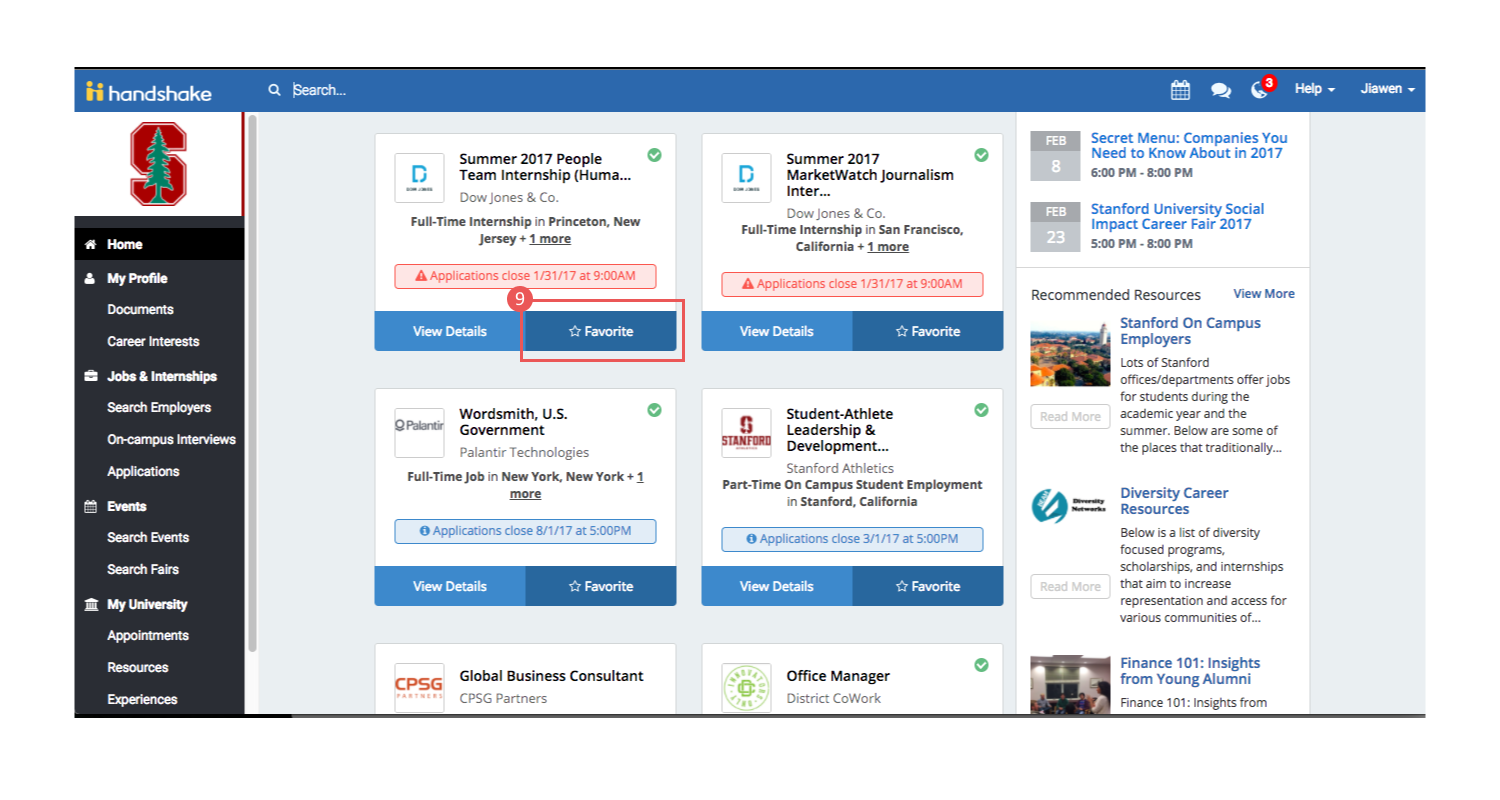 handshake
Search...
3
Help
Jiawen
S
Home
My Profile
Documents
Career Interests
Jobs & Internships
Search Employers
On-campus Interviews
Applications
Events
Search Events
Search Fairs
My University
Appointments
Resources
Experiences
D
DOW JONES
Summer 2017 People
Team Internship (Huma...
Dow Jones & Co.
Full-Time Internship in Princeton, New
Jersey + 1 more
Applications close 1/31/17 at 9:00AM
9
View Details
Favorite
D
DOW JONES
Summer 2017
MarketWatch Journalism
Inter...
Dow Jones & Co.
Full-Time Internship in San Francisco,
California + 1 more
Applications close 1/31/17 at 9:00AM
View Details
Favorite
Palantir
Wordsmith, U.S.
Government
Palantir Technologies
Full-Time Job in New York, New York + 1
more
Applications close 8/1/17 at 5:00PM
View Details
Favorite
S
STANFORD
Student-Athlete
Leadership &
Development...
Stanford Athletics
Part-Time On Campus Student Employment
in Stanford, California
Applications close 3/1/17 at 5:00PM
View Details
Favorite
CPSG
PARTNERS
Global Business Consultant
CPSG Partners
Office Manager
District CoWork
FEB
8
Secret Menu: Companies You
Need to Know About in 2017
6:00 PM - 8:00 PM
FEB
23
Stanford University Social
Impact Career Fair 2017
5:00 PM - 8:00 PM
Recommended Resources
View More
Stanford On Campus
Employers
Lots of Stanford
offices/departments offer jobs
for students during the
academic year and the
summer. Below are some of
the places that traditionally...
Read More
Diversity
Networks
Diversity Career
Resources
Below is a list of diversity
focused programs,
scholarships, and internships
that aim to increase
representation and access for
various communities of...
Read More
Finance 101: Insights
from Young Alumni
Finance 101: Insights from